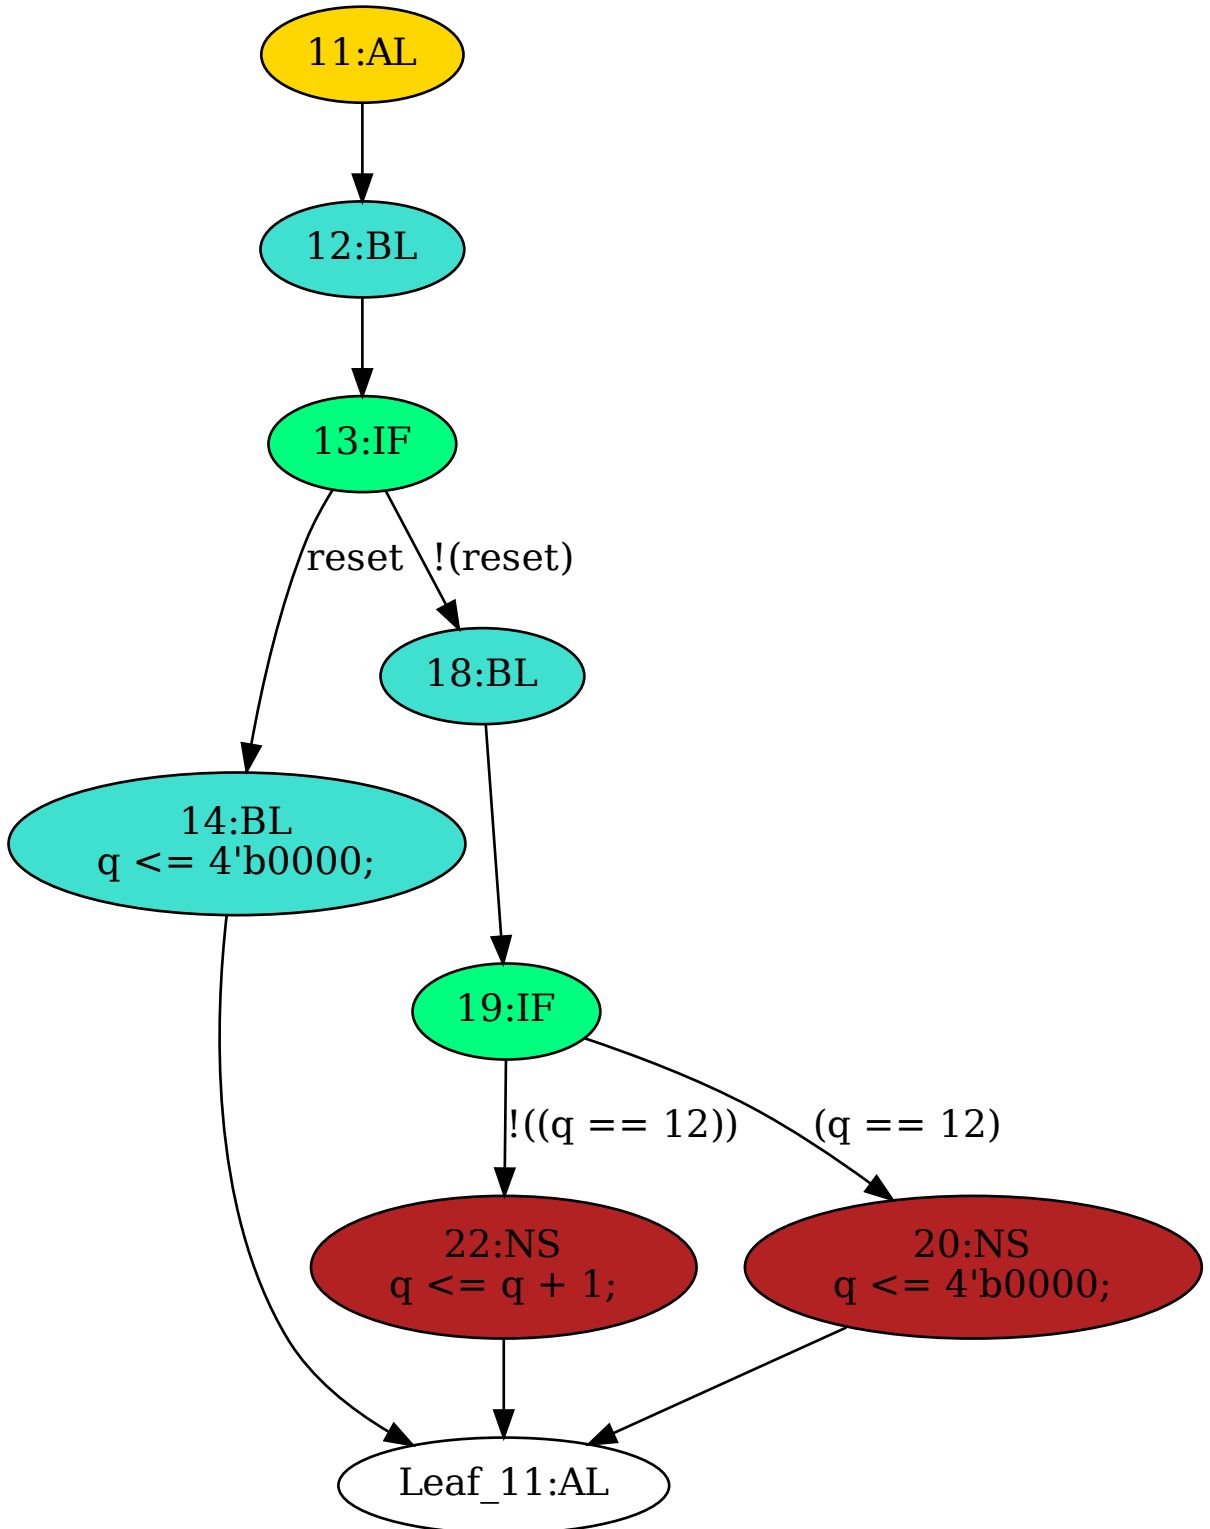 11:AL
12:BL
13:IF
reset
!(reset)
18:BL
14:BL
q <= 4'b0000;
19:IF
!((q == 12))
(q == 12)
22:NS
q <= q + 1;
20:NS
q <= 4'b0000;
Leaf_11:AL